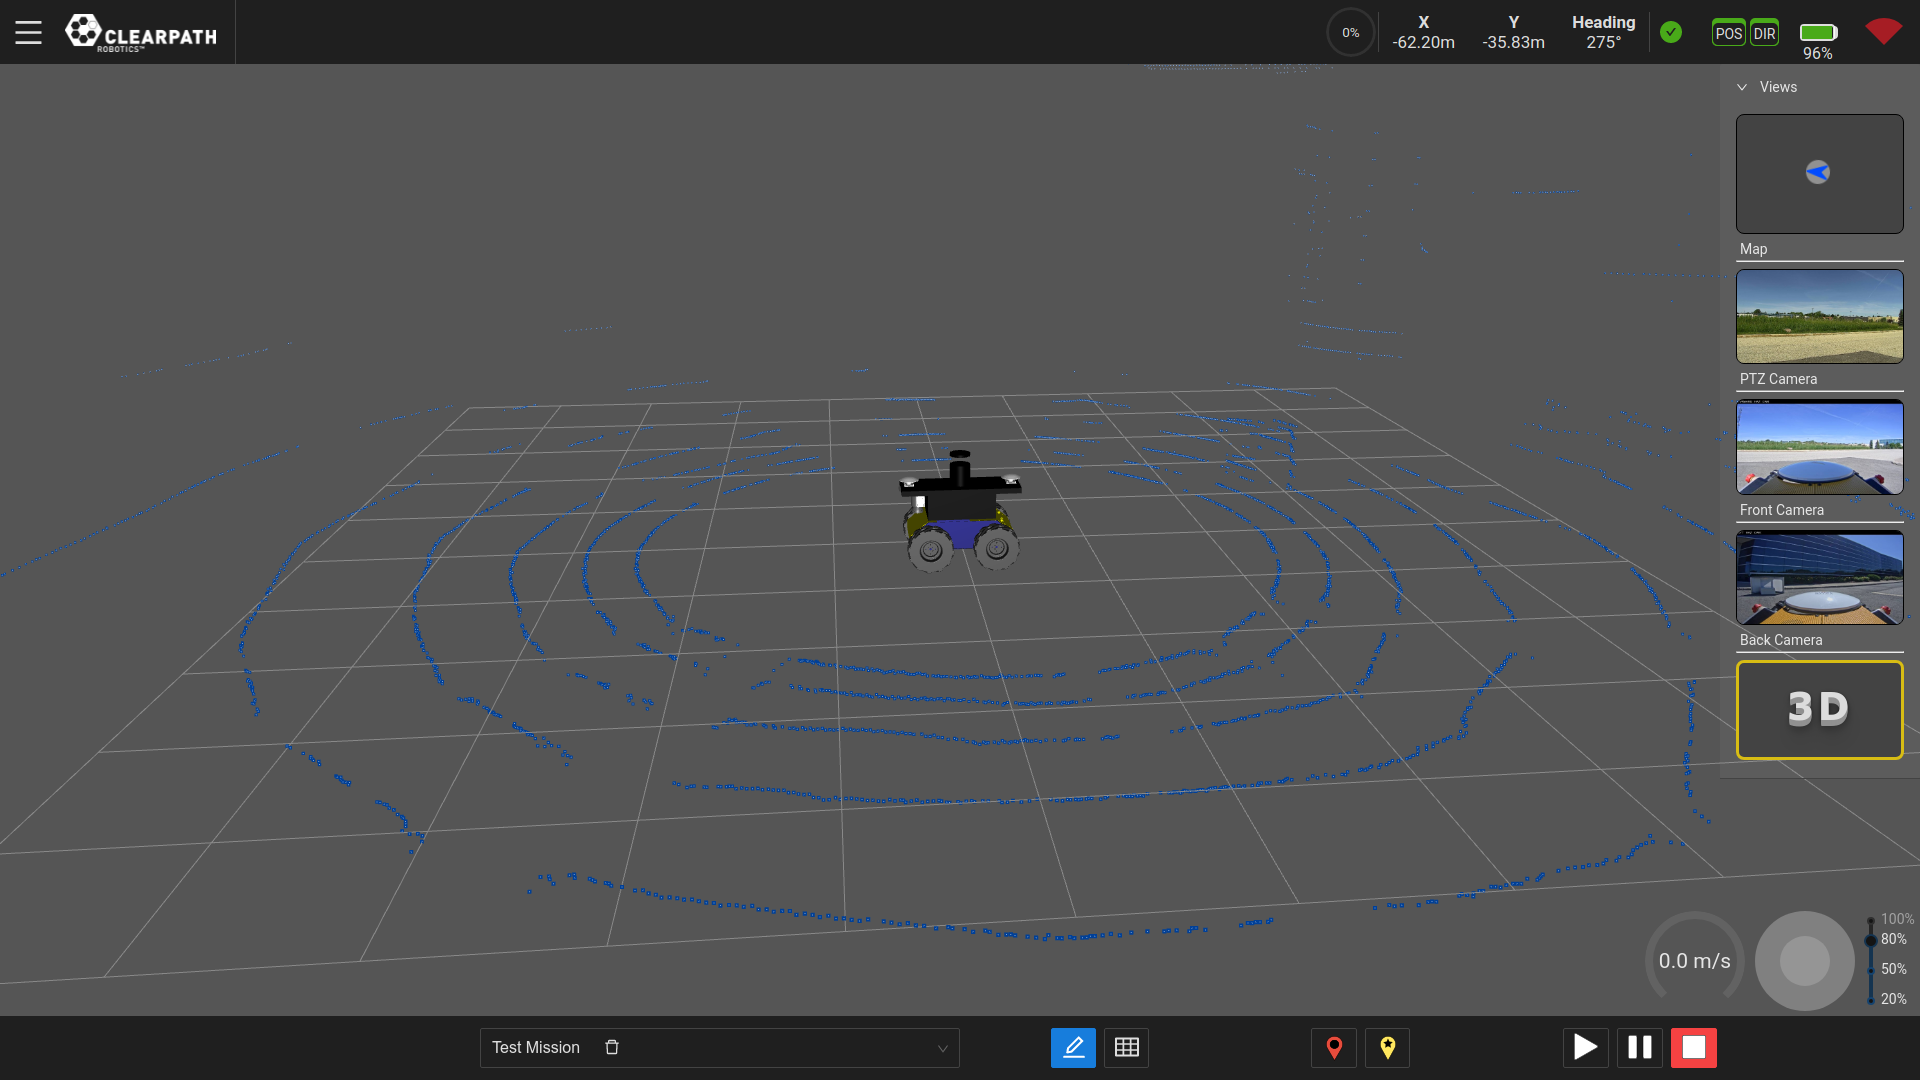 CLEARPATH
ROBOTICS™
0%
X
-62.20m
Y
-35.83m
Heading
275°
POS
DIR
96%
Views
Map
PTZ Camera
Front Camera
Back Camera
3D
0.0 m/s
100%
80%
50%
20%
Test Mission